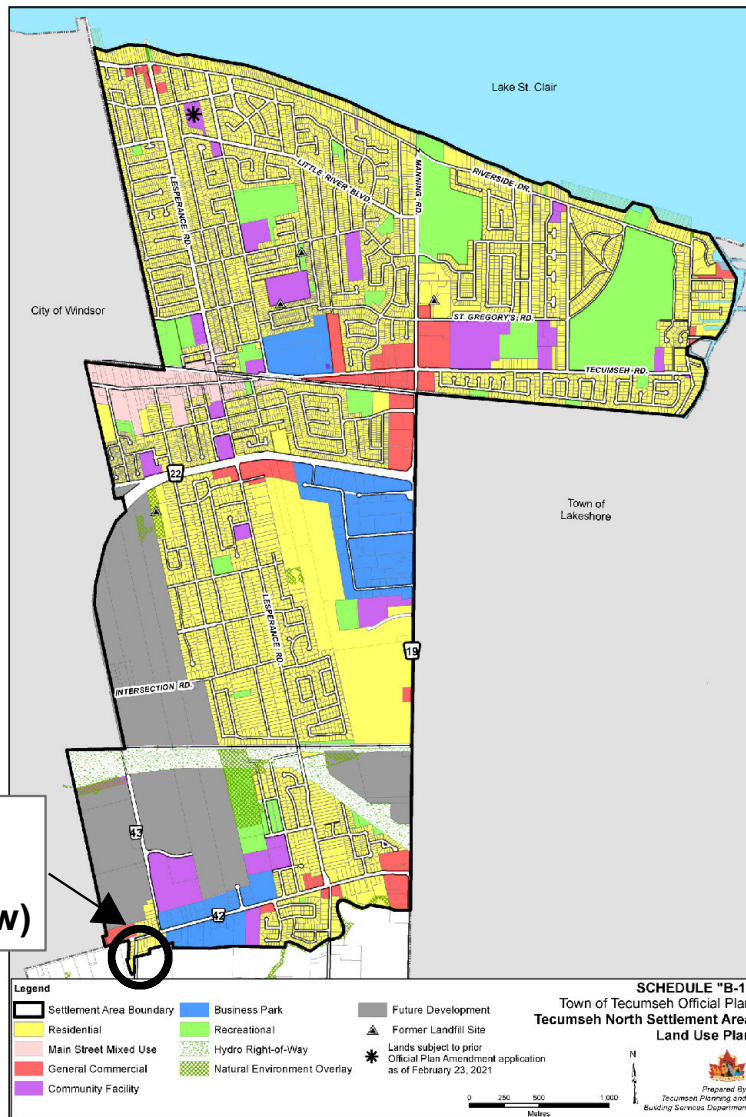 Lake St. Clair
RIVERSIDE DR.
MANNING RD.
LITTLE RIVER BLVD.
LESPERANCE RD.
City of Windsor
ST. GREGORY'S RD.
TECUMSEH RD.
22
Town of
Lakeshore
LESPERANCE RD.
19
INTERSECTION RD.
43
42
w)
Legend
Settlement Area Boundary
Residential
Main Street Mixed Use
General Commercial
Community Facility
Business Park
Recreational
Hydro Right-of-Way
Natural Environment Overlay
Future Development
Former Landfill Site
Lands subject to prior
Official Plan Amendment application
as of February 23, 2021
SCHEDULE "B-1
Town of Tecumseh Official Plan
Tecumseh North Settlement Area
Land Use Plan
N
0 250 500 1,000
Metres
Prepared By
Tecumseh Planning and
Building Services Department